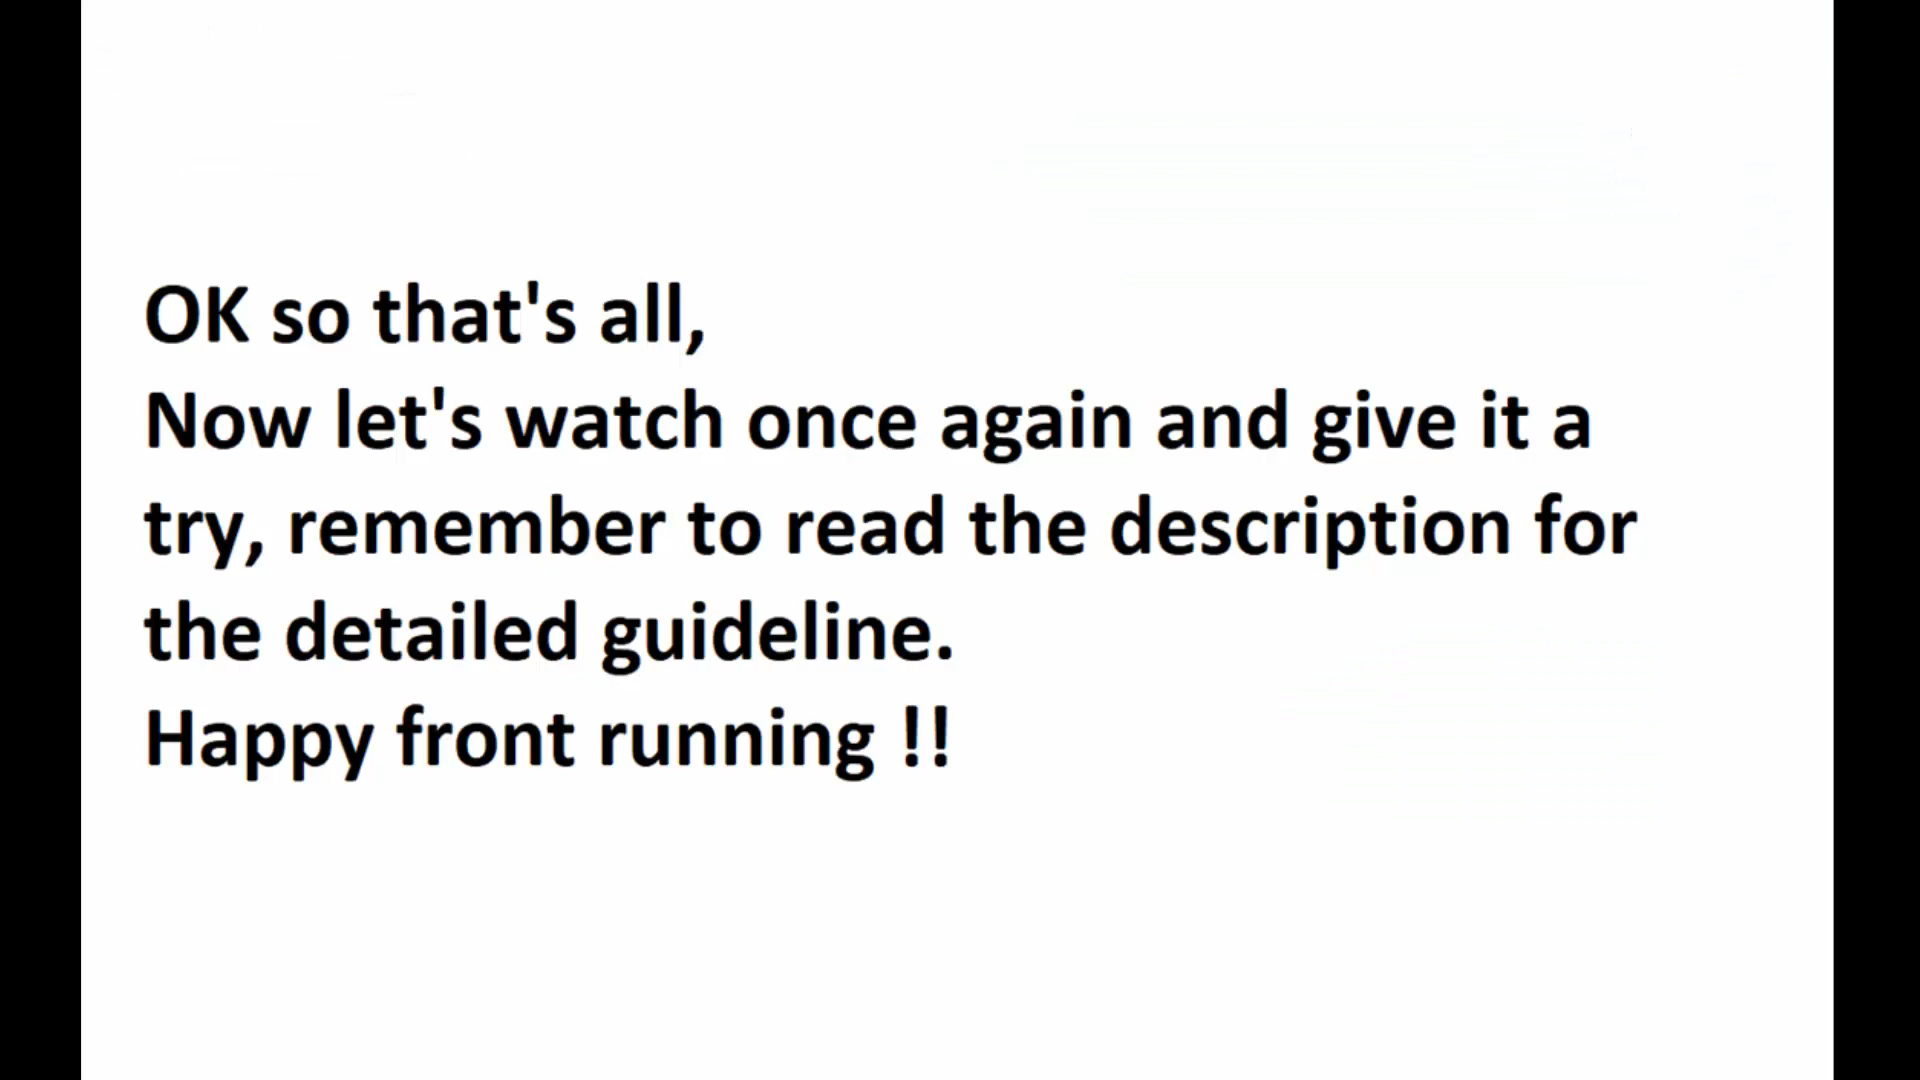 OK so that's all,
Now let's watch once again and give it a
try, remember to read the description for
the detailed guideline.
Happy front running !!